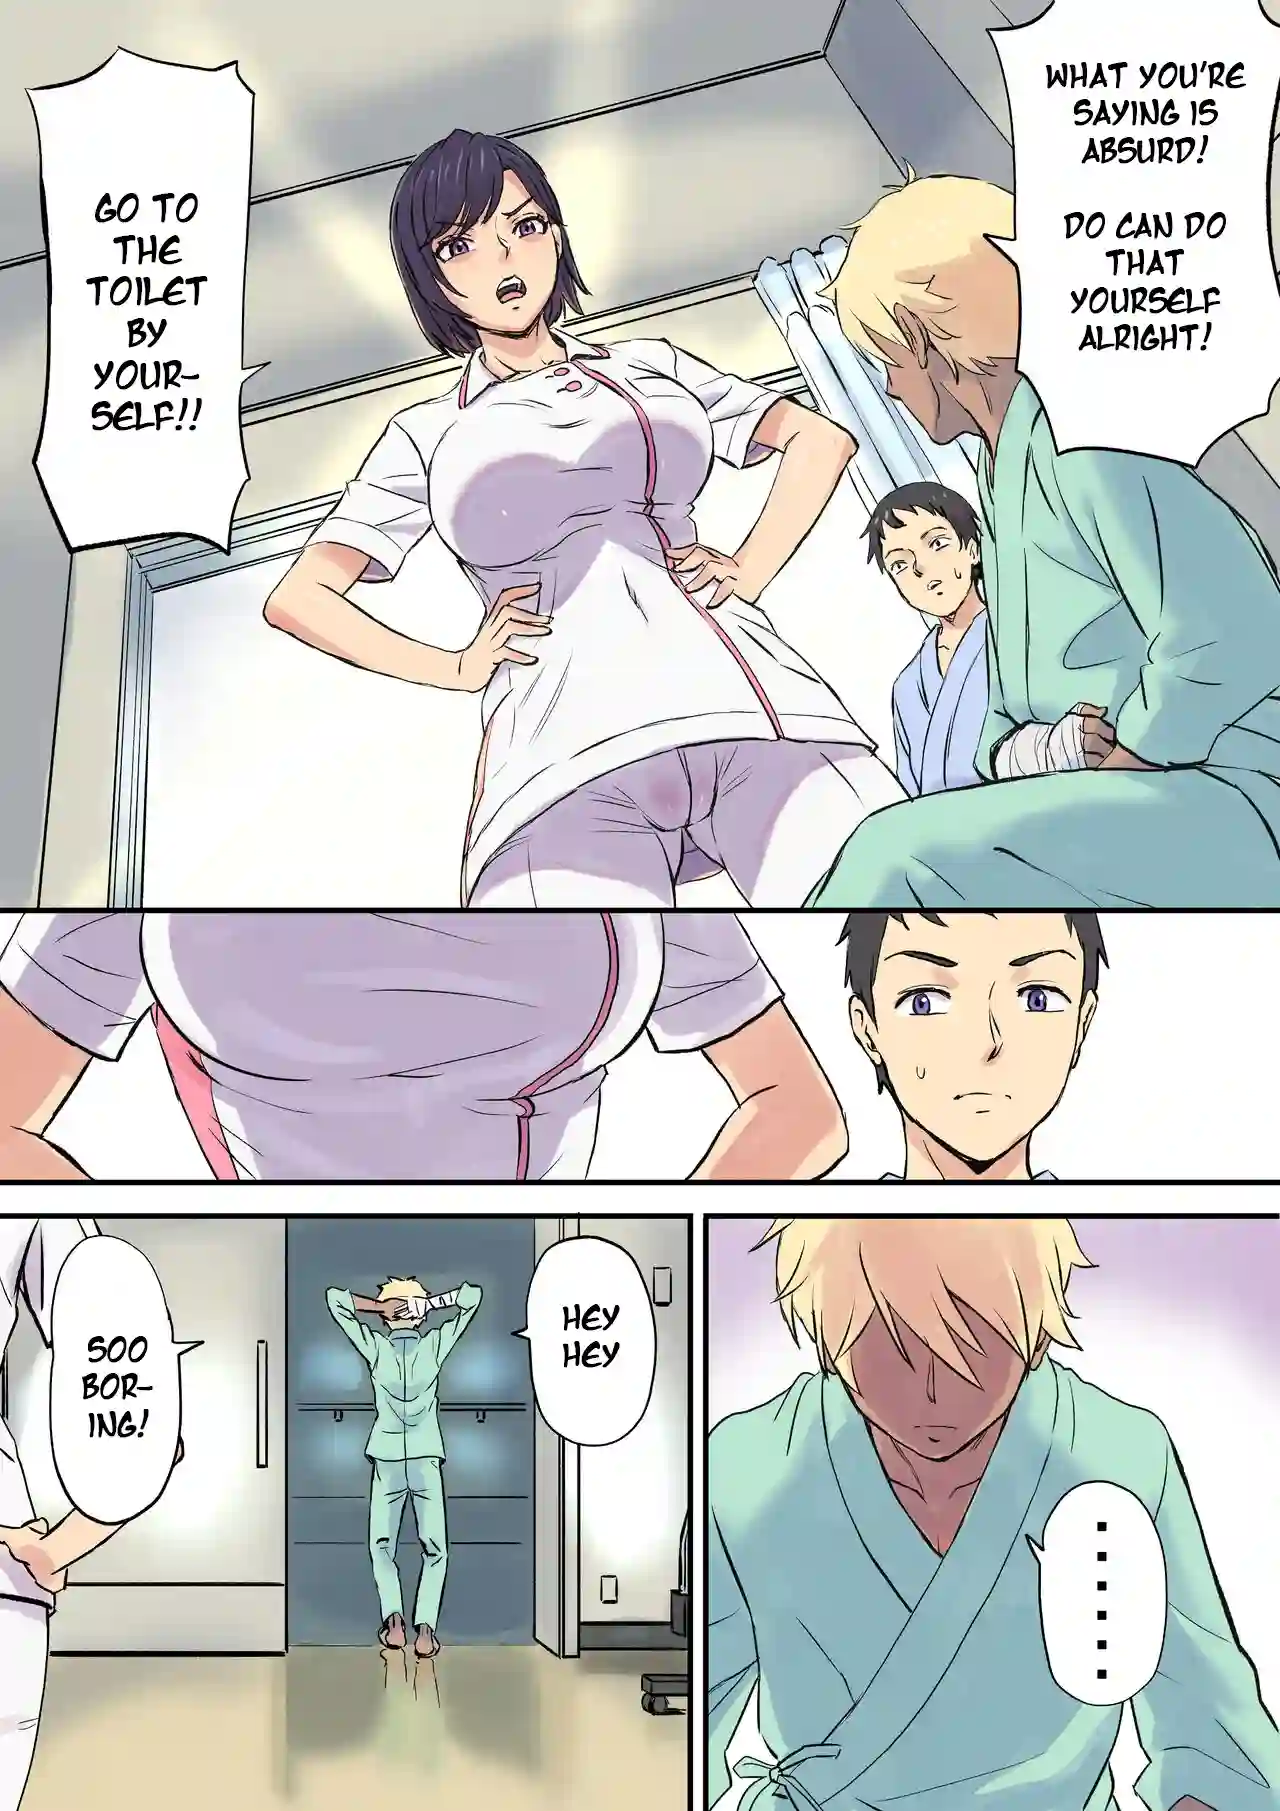 WHAT YOU'RE
SAYING IS
ABSURD!
DO CAN DO
THAT
YOURSELF
ALRIGHT!
GO TO
THE
TOILET
BY
YOUR-
SELF!!
......
HEY
HEY
SOO
BOR-
ING!